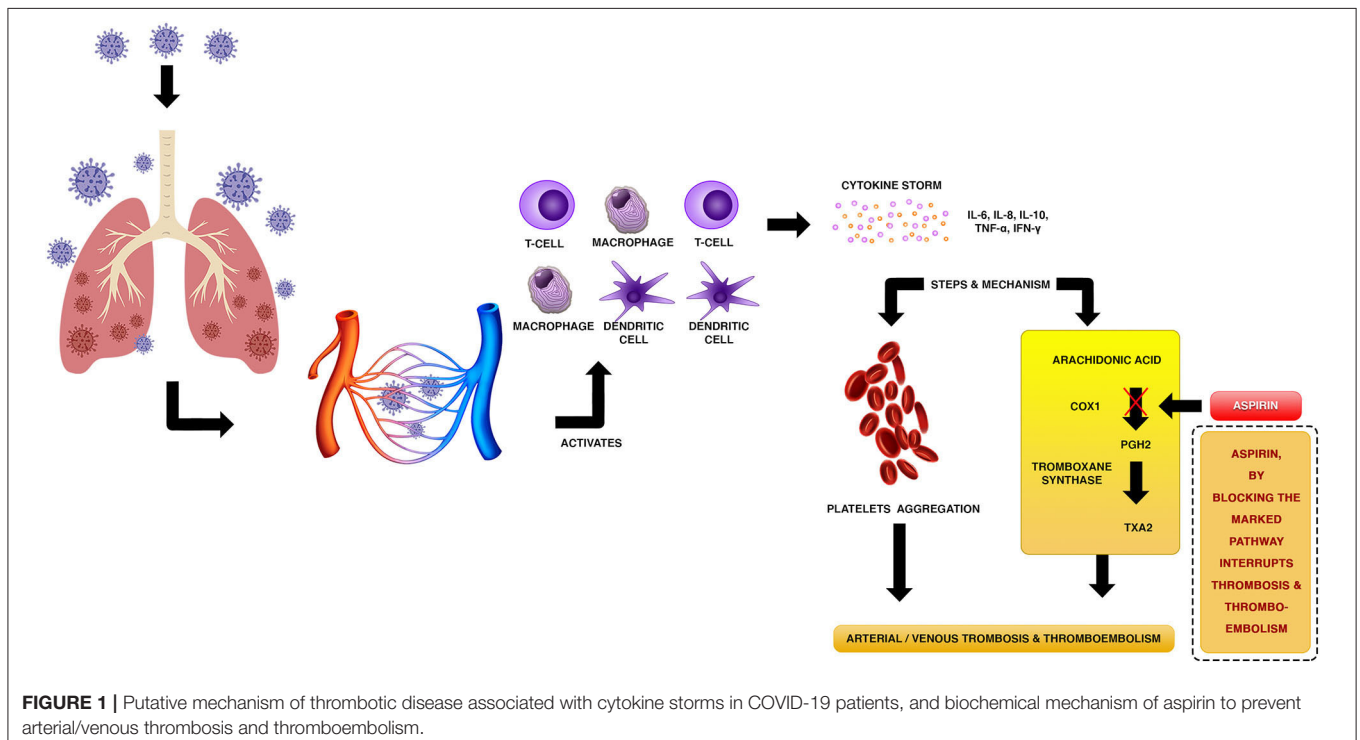 T-CELL
MACROPHAGE
T-CELL
MACROPHAGE
DENDRITIC
CELL
DENDRITIC
CELL
ACTIVATES
CYTOKINE STORM
IL-6, IL-8, IL-10,
TNF-α, IFN-γ
STEPS & MECHANISM
PLATELETS AGGREGATION
ARACHIDONIC ACID
COX1
PGH2
TROMBOXANE
SYNTHASE
TXA2
ASPIRIN
ASPIRIN,
BY
BLOCKING THE
MARKED
PATHWAY
INTERRUPTS
THROMBOSIS &
THROMBO-
EMBOLISM
ARTERIAL / VENOUS TROMBOSIS & THROMBOEMBOLISM
FIGURE 1 | Putative mechanism of thrombotic disease associated with cytokine storms in COVID-19 patients, and biochemical mechanism of aspirin to prevent
arterial/venous thrombosis and thromboembolism.